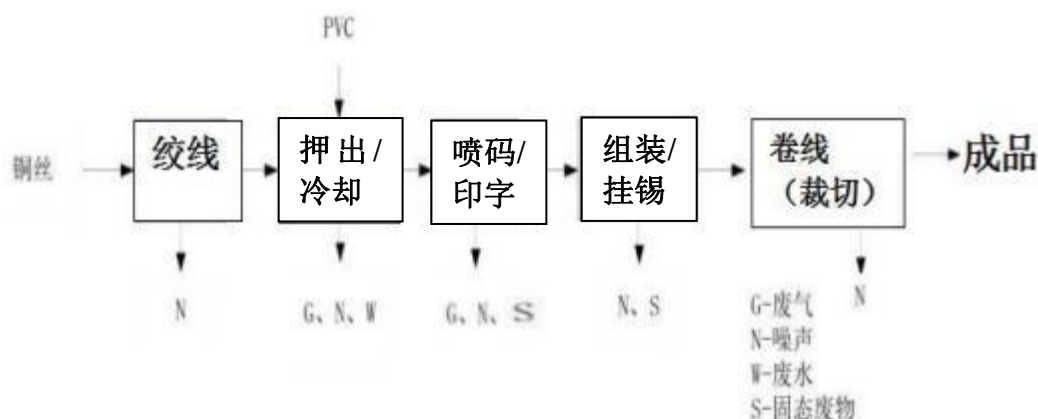 PVC
铜丝
绞线
押出/
冷却
喷码/
印字
组装/
挂锡
卷线
（裁切）
成品
N
G、N、W
G、N、S
N、S
N
G-废气
N-噪声
W-废水
S-固态废物